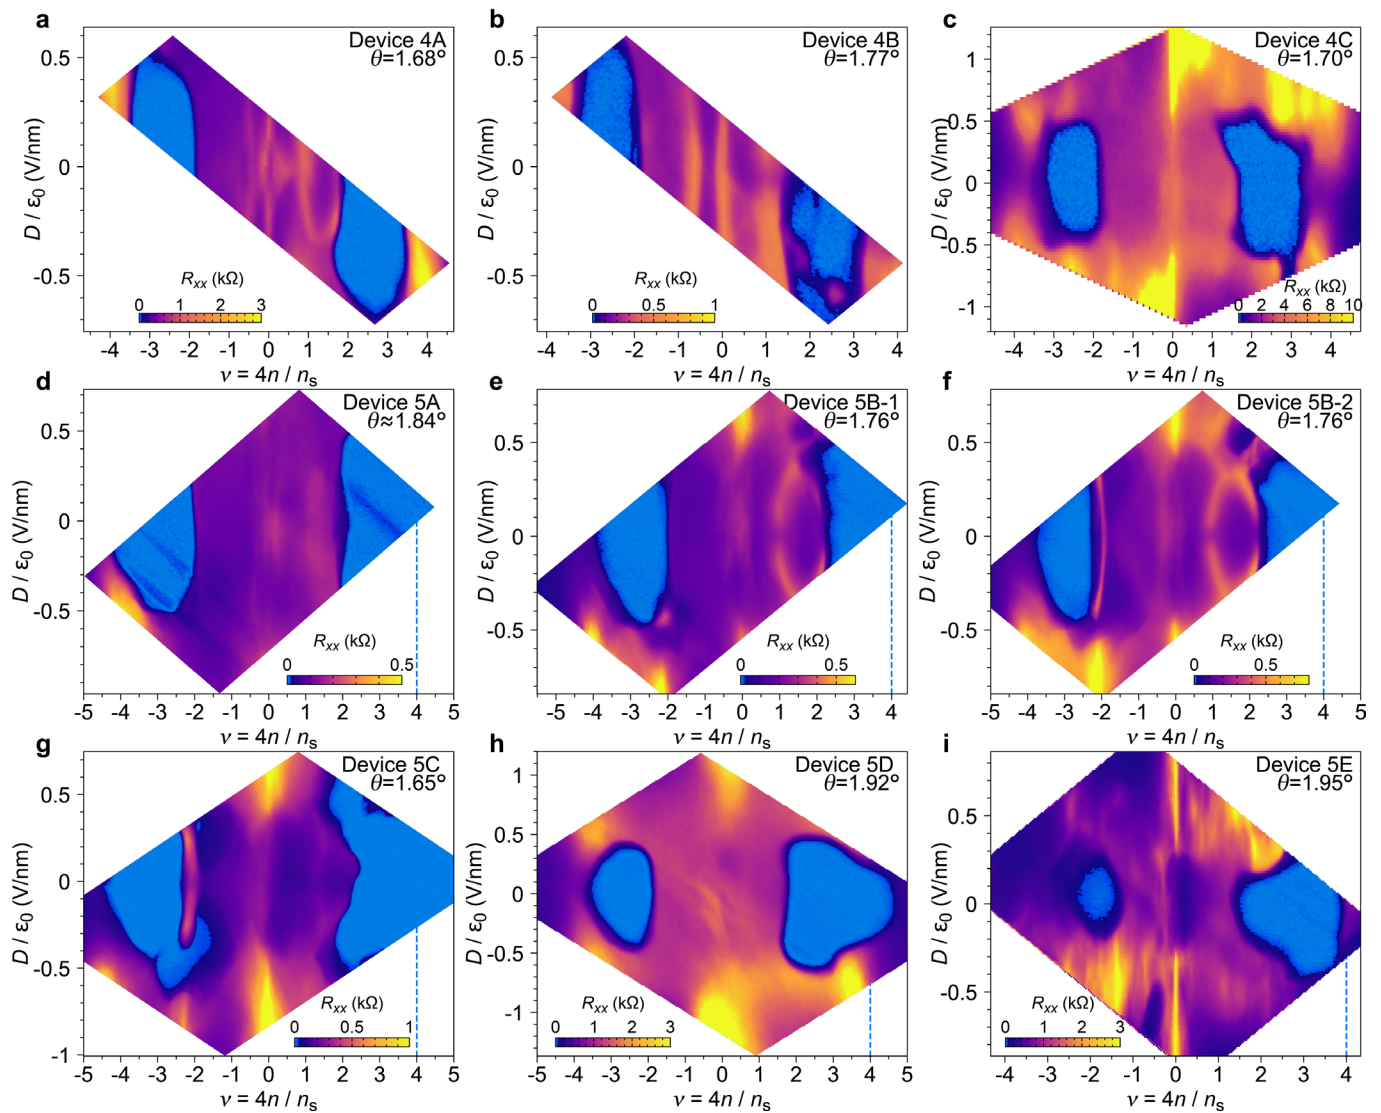 a
Device 4A
θ=1.68°
0.5
0
-0.5
D / ε0 (V/nm)
Rxx (kΩ)
0 1 2 3
-4 -3 -2 -1 0 1 2 3 4
ν = 4n / ns
b
Device 4B
θ=1.77°
0.5
0
-0.5
D / ε0 (V/nm)
Rxx (kΩ)
0 0.5 1
-4 -3 -2 -1 0 1 2 3 4
ν = 4n / ns
c
Device 4C
θ=1.70°
1
0.5
0
-0.5
-1
D / ε0 (V/nm)
Rxx (kΩ)
0 2 4 6 8 10
-4 -3 -2 -1 0 1 2 3 4
ν = 4n / ns
d
Device 5A
θ≈1.84°
0.5
0
-0.5
D / ε0 (V/nm)
Rxx (kΩ)
0 0.5
-5 -4 -3 -2 -1 0 1 2 3 4 5
ν = 4n / ns
e
Device 5B-1
θ=1.76°
0.5
0
-0.5
D / ε0 (V/nm)
Rxx (kΩ)
0 0.5
-5 -4 -3 -2 -1 0 1 2 3 4
ν = 4n / ns
f
Device 5B-2
θ=1.76°
0.5
0
-0.5
D / ε0 (V/nm)
Rxx (kΩ)
0 0.5
-5 -4 -3 -2 -1 0 1 2 3 4 5
ν = 4n / ns
g
Device 5C
θ=1.65°
0.5
0
-0.5
-1
D / ε0 (V/nm)
Rxx (kΩ)
0 0.5 1
-5 -4 -3 -2 -1 0 1 2 3 4 5
ν = 4n / ns
h
Device 5D
θ=1.92°
1
0.5
0
-0.5
-1
D / ε0 (V/nm)
Rxx (kΩ)
0 1 2 3
-5 -4 -3 -2 -1 0 1 2 3 4 5
ν = 4n / ns
i
Device 5E
θ=1.95°
0.5
0
-0.5
D / ε0 (V/nm)
Rxx (kΩ)
0 1 2 3
-4 -3 -2 -1 0 1 2 3 4
ν = 4n / ns